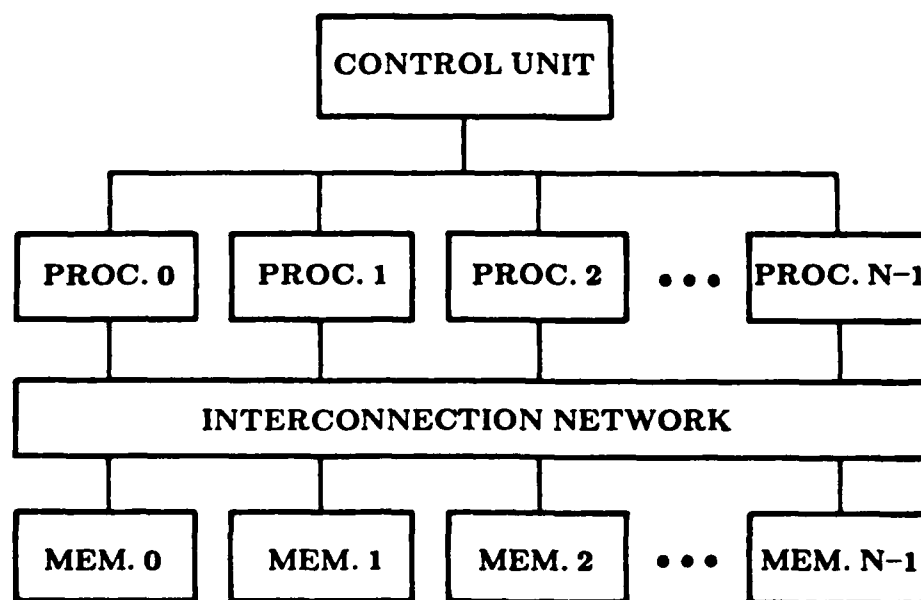 CONTROL UNIT
PROC. 0 PROC. 1 PROC. 2 ••• PROC. N-1
INTERCONNECTION NETWORK
MEM. 0 MEM. 1 MEM. 2 ••• MEM. N-1